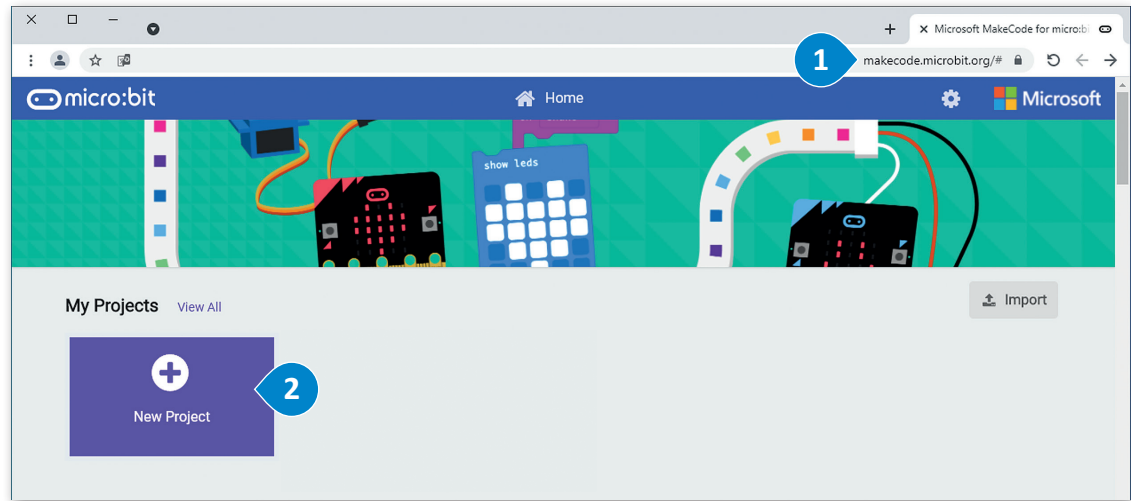 Microsoft MakeCode for micro:bi
1
makecode.microbit.org/#
micro:bit
Home
Microsoft
show leds
My Projects View All
Import
New Project
2